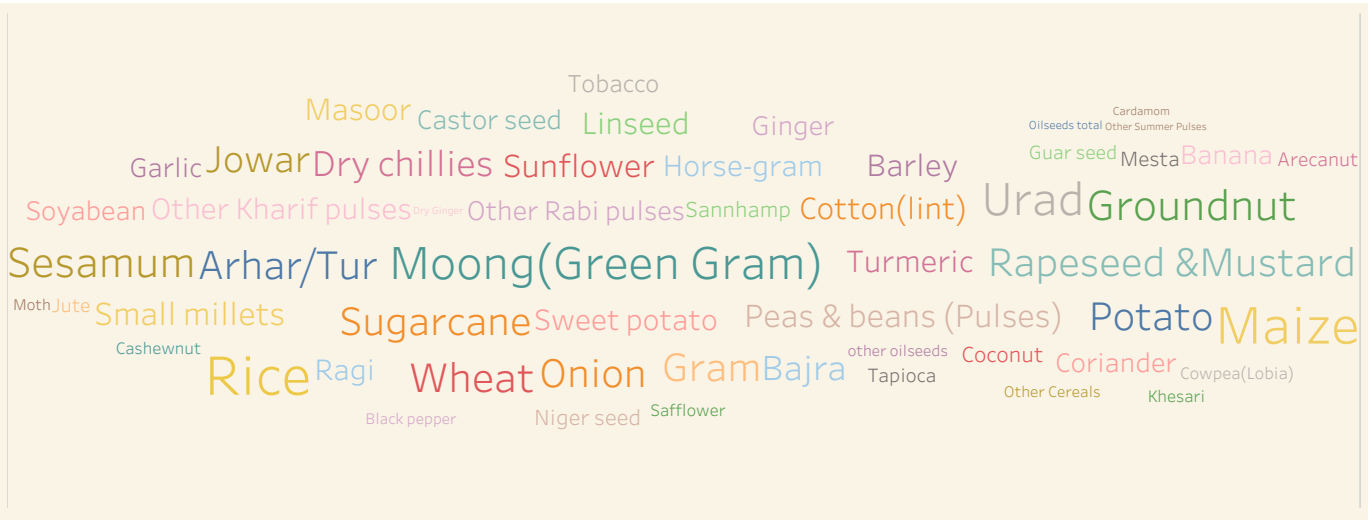 Tobacco
Masoor Castor seed Linseed Ginger Cardamom
Oilseeds total Other Summer Pulses
Garlic Jowar Dry chillies Sunflower Horse-gram Barley Guar seed Mesta Banana Arecanut
Soyabean Other Kharif pulses Dry Ginger Other Rabi pulses Sannhamp Cotton(lint) Urad Groundnut
Sesamum Arhar/Tur Moong(Green Gram) Turmeric Rapeseed &Mustard
Moth Jute Small millets Sugarcane Sweet potato Peas & beans (Pulses) Potato Maize
Cashewnut Rice Ragi Wheat Onion Gram Bajra other oilseeds Coconut Coriander
Tapioca Cowpea(Lobia)
Other Cereals Khesari
Black pepper Niger seed Safflower